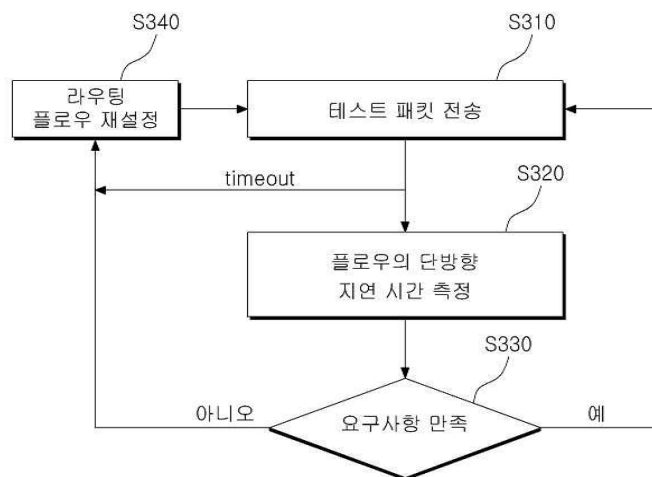 S340
S310
라우팅
플로우 재설정
테스트 패킷 전송
timeout
S320
플로우의 단방향
지연 시간 측정
S330
아니오
요구사항 만족
예